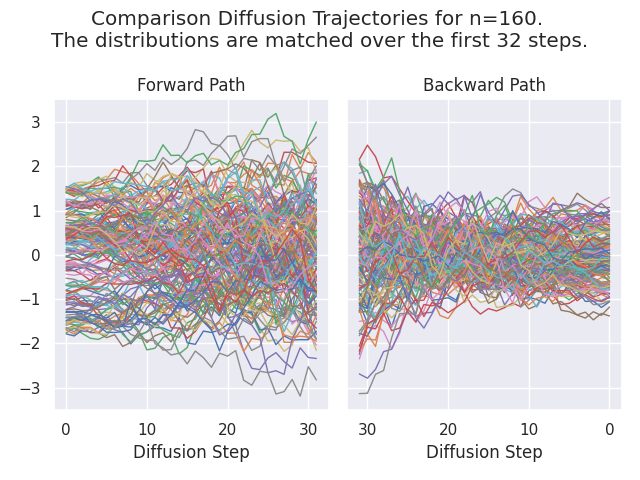 Comparison Diffusion Trajectories for n=160.
The distributions are matched over the first 32 steps.
Forward Path
Backward Path
3
2
1
0
−1
−2
−3
0 10 20 30
30 20 10 0
Diffusion Step
Diffusion Step